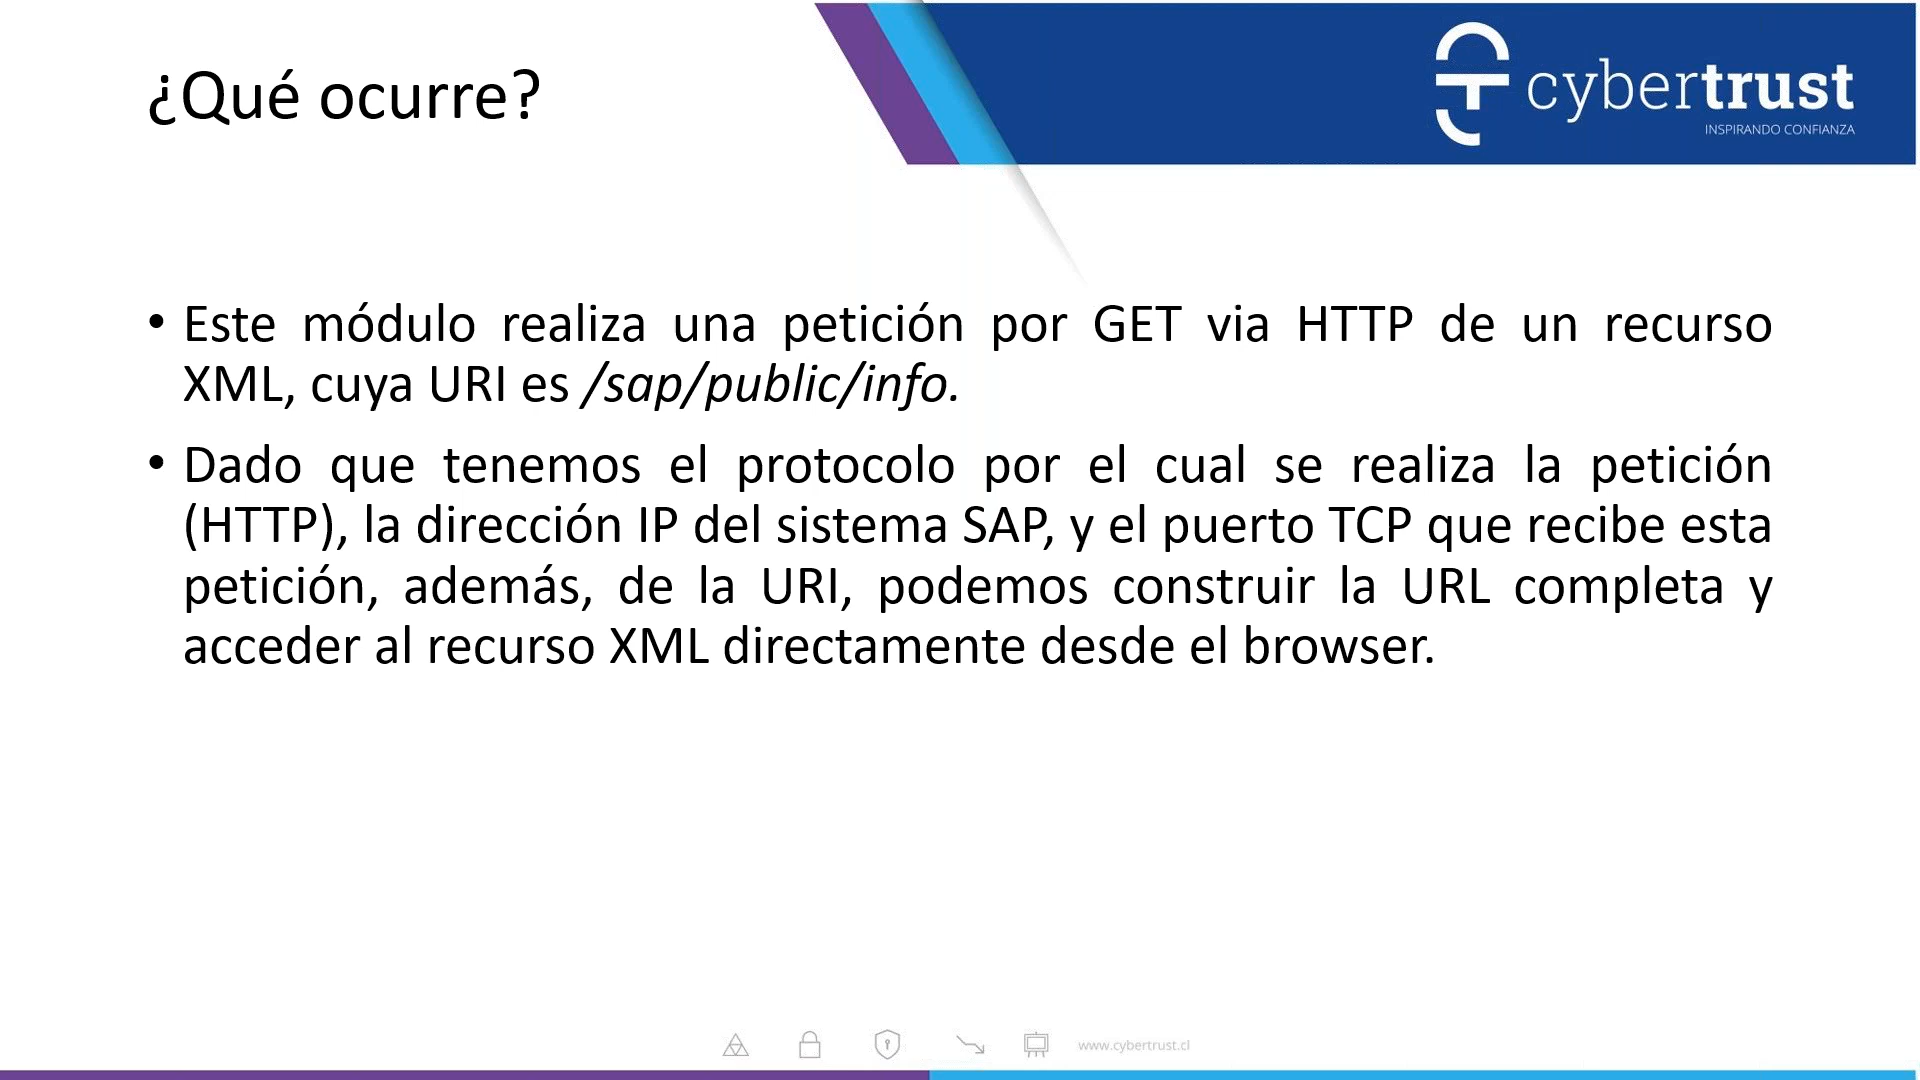 ¿Qué ocurre?
cybertrust
INSPIRANDO CONFIANZA
• Este módulo realiza una petición por GET via HTTP de un recurso
XML, cuya URI es /sap/public/info.
• Dado que tenemos el protocolo por el cual se realiza la petición
(HTTP), la dirección IP del sistema SAP, y el puerto TCP que recibe esta
petición, además, de la URI, podemos construir la URL completa y
acceder al recurso XML directamente desde el browser.
www.cybertrust.cl